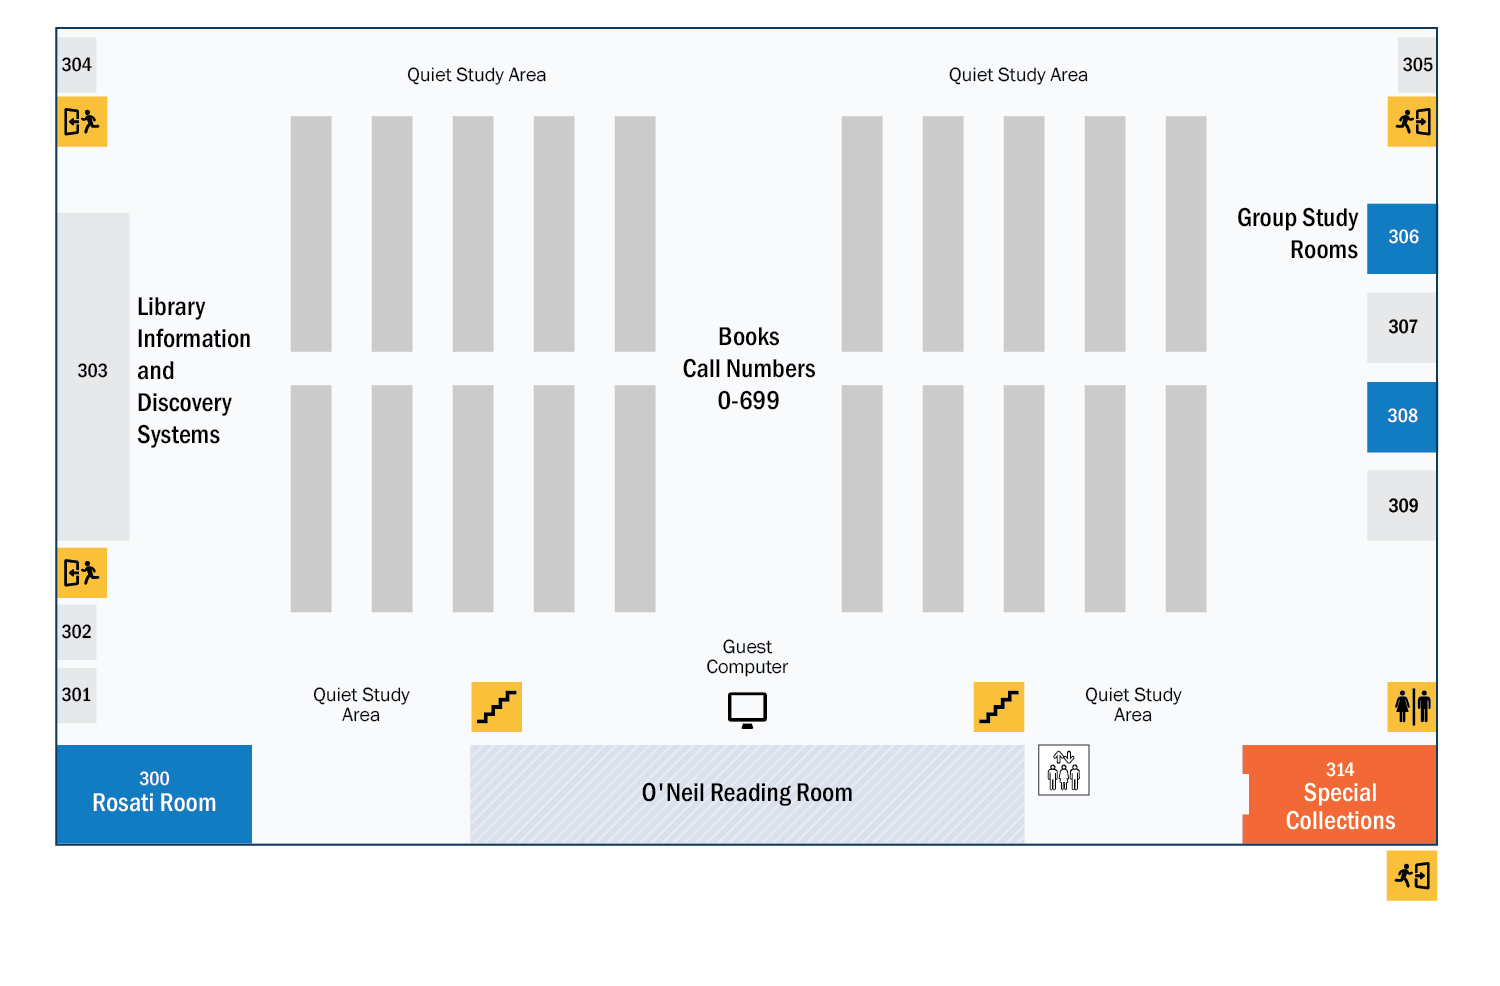 304
Quiet Study Area
Quiet Study Area
305
Group Study
Rooms
306
Library
Information
and
Discovery
Systems
303
Books
Call Numbers
0-699
307
308
309
302
301
Guest
Computer
Quiet Study
Area
Quiet Study
Area
300
Rosati Room
O'Neil Reading Room
314
Special
Collections